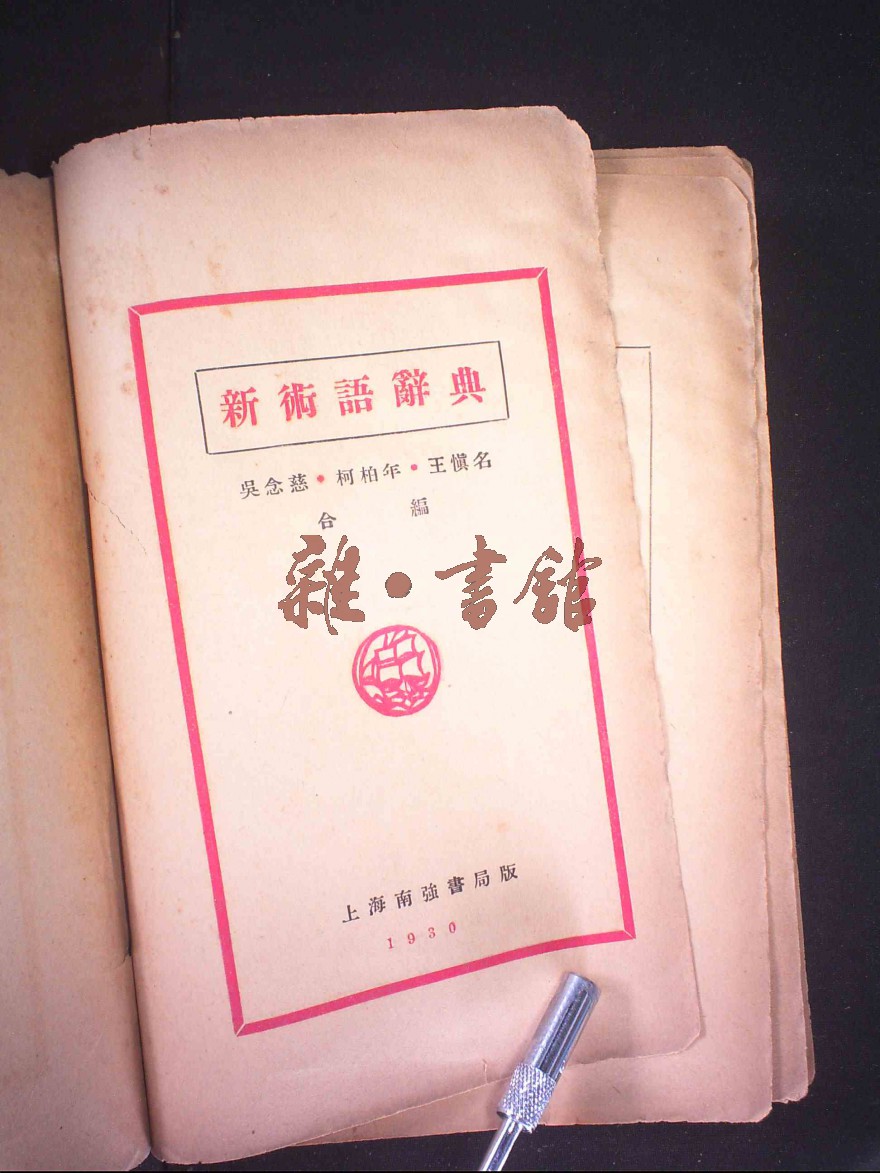 新術語辭典
吳念慈・柯柏年・王愼名
合編
雜・書館
上海南強書局版
1930